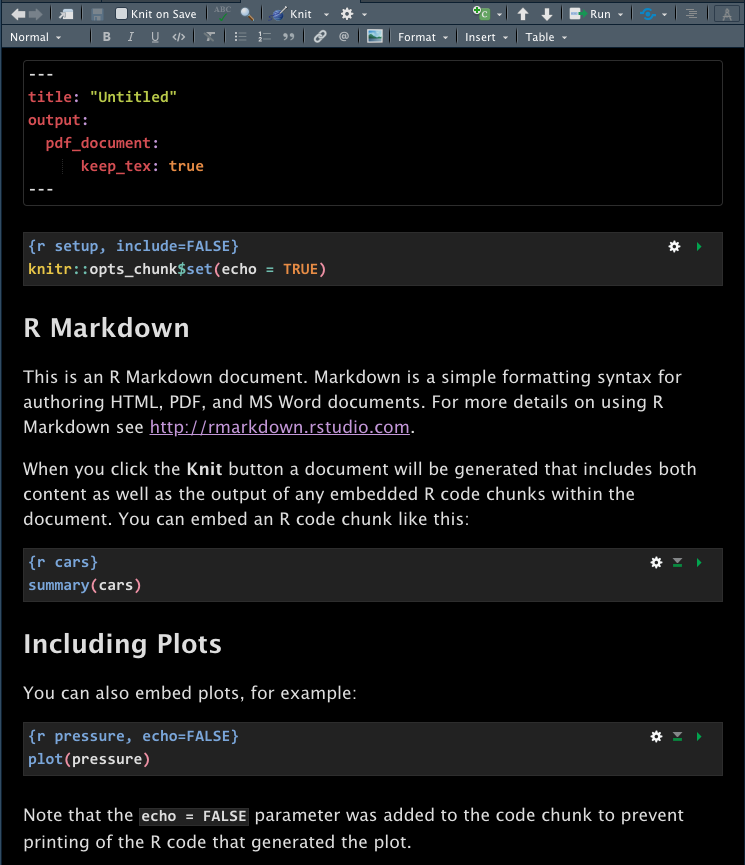 Knit on Save ABC Knit C Run A
Normal B I U </> @ Format Insert Table
---
title: "Untitled"
output:
pdf_document:
keep_tex: true
---
{r setup, include=FALSE}
knitr::opts_chunk$set(echo = TRUE)
R Markdown
This is an R Markdown document. Markdown is a simple formatting syntax for
authoring HTML, PDF, and MS Word documents. For more details on using R
Markdown see http://rmarkdown.rstudio.com.
When you click the Knit button a document will be generated that includes both
content as well as the output of any embedded R code chunks within the
document. You can embed an R code chunk like this:
{r cars}
summary(cars)
Including Plots
You can also embed plots, for example:
{r pressure, echo=FALSE}
plot(pressure)
Note that the echo = FALSE parameter was added to the code chunk to prevent
printing of the R code that generated the plot.